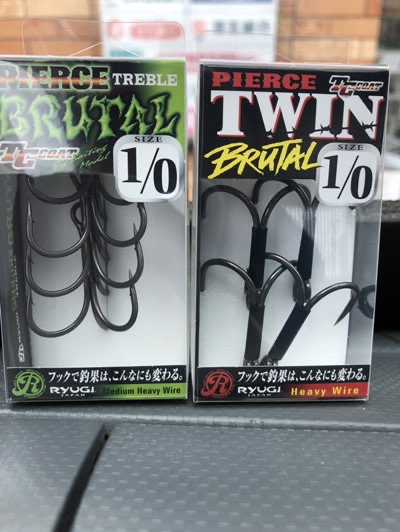 PIERCE TREBLE
BRUTAL
TC COAT
SIZE
1/0
フックで釣果は、こんなにも変わる。
R
RYUGI
JAPAN
Medium Heavy Wire
PIERCE TC COAT
TWIN
BRUTAL
SIZE
1/0
フックで釣果は、こんなにも変わる。
R
RYUGI
JAPAN
Heavy Wire